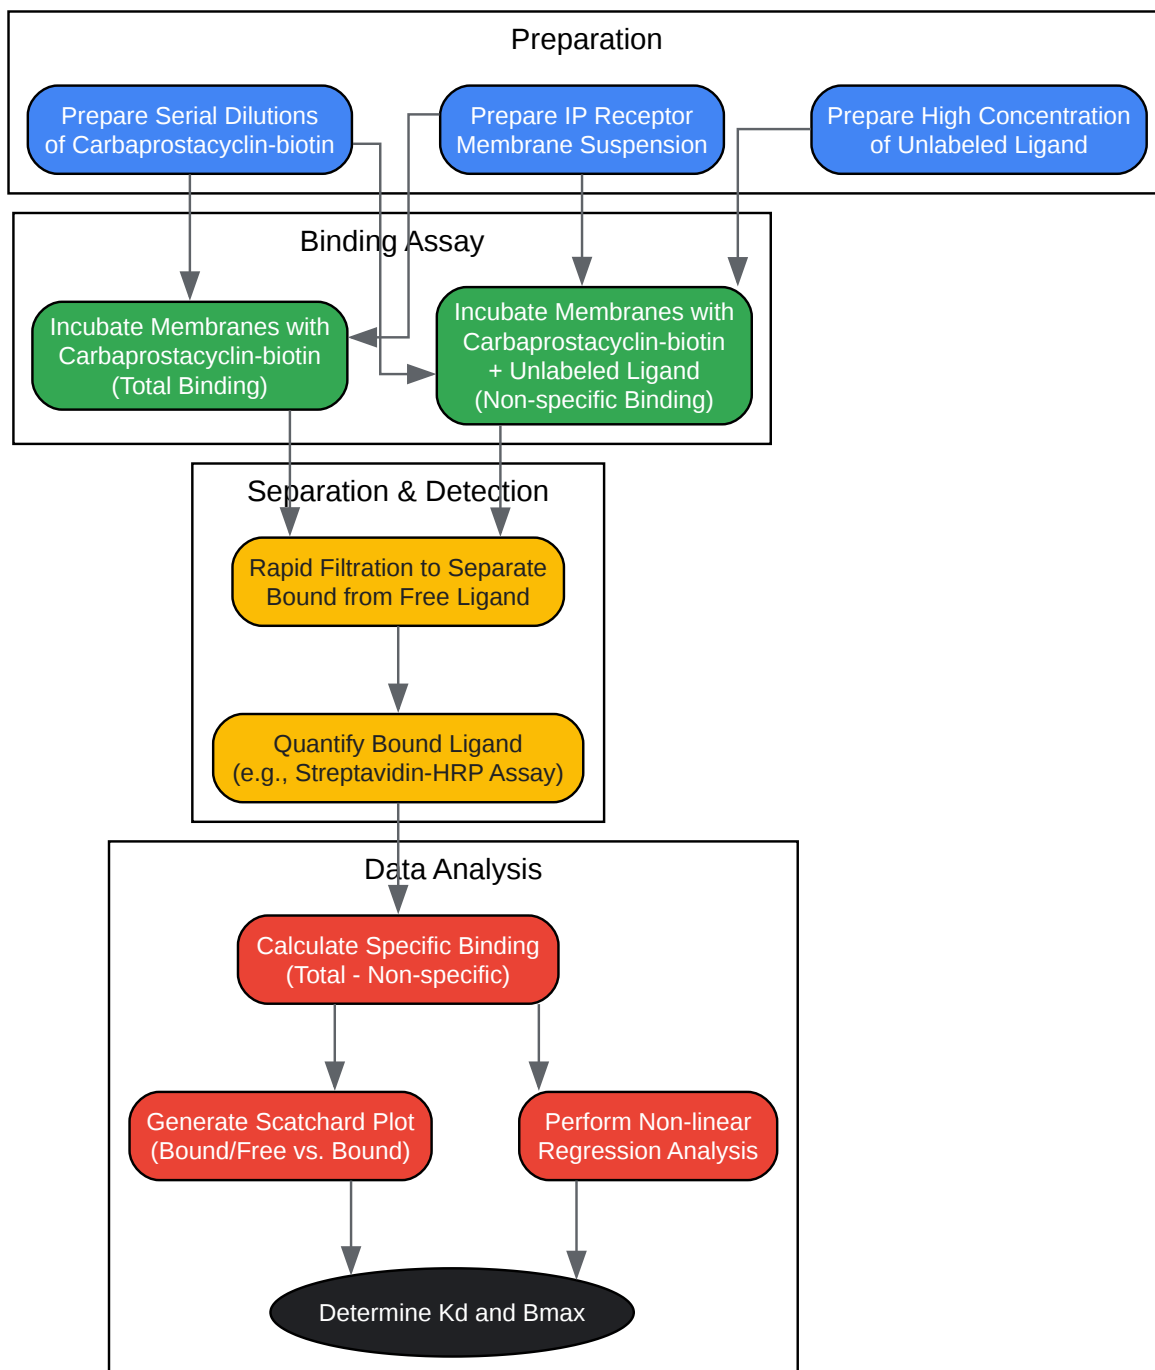 Preparation
Prepare Serial Dilutions
of Carbaprostacyclin-biotin
Prepare IP Receptor
Membrane Suspension
Prepare High Concentration
of Unlabeled Ligand
Binding Assay
Incubate Membranes with
Carbaprostacyclin-biotin
(Total Binding)
Incubate Membranes with
Carbaprostacyclin-biotin
+ Unlabeled Ligand
(Non-specific Binding)
Separation & Detection
Rapid Filtration to Separate
Bound from Free Ligand
Quantify Bound Ligand
(e.g., Streptavidin-HRP Assay)
Data Analysis
Calculate Specific Binding
(Total - Non-specific)
Generate Scatchard Plot
(Bound/Free vs. Bound)
Perform Non-linear
Regression Analysis
Determine Kd and Bmax